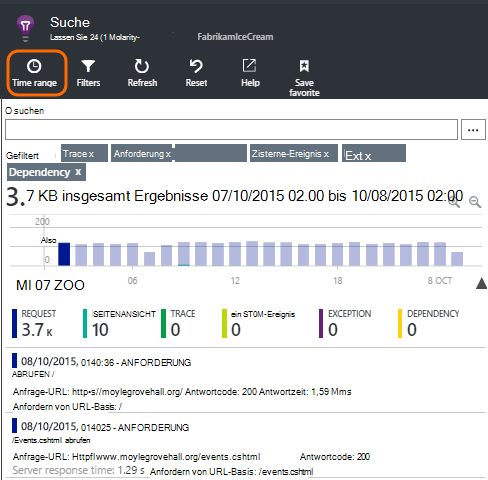 Suche
Lassen Sie 24 (1 Molarity- FabrikamIceCream
Time range Filters Refresh Reset Help Save favorite
O suchen
...
Gefiltert Trace x Anforderung x Zisterne-Ereignis x Ext x
Dependency x
3.7 KB insgesamt Ergebnisse 07/10/2015 02.00 bis 10/08/2015 02:00
200
Also
0
06 12 18 8 OCT
MI 07 ZOO
REQUEST ISEITENANSICHT TRACE ein ST0M-Ereignis EXCEPTION DEPENDENCY
3.7 K 10 0 0 0 0
08/10/2015, 0140:36 - ANFORDERUNG
ABRUFEN /
Anfrage-URL: http-s//moylegrovehall.org/ Antwortcode: 200 Antwortzeit: 1,59 Mms
Anfordern von URL-Basis: /
08/10/2015, 014025 - ANFORDERUNG
/Events.cshtml abrufen
Anfrage-URL: Httpflwww.moylegrovehall.org/events.cshtml Antwortcode: 200
Server response time: 1.29 s Anfordern von URL-Basis: /events.cshtml